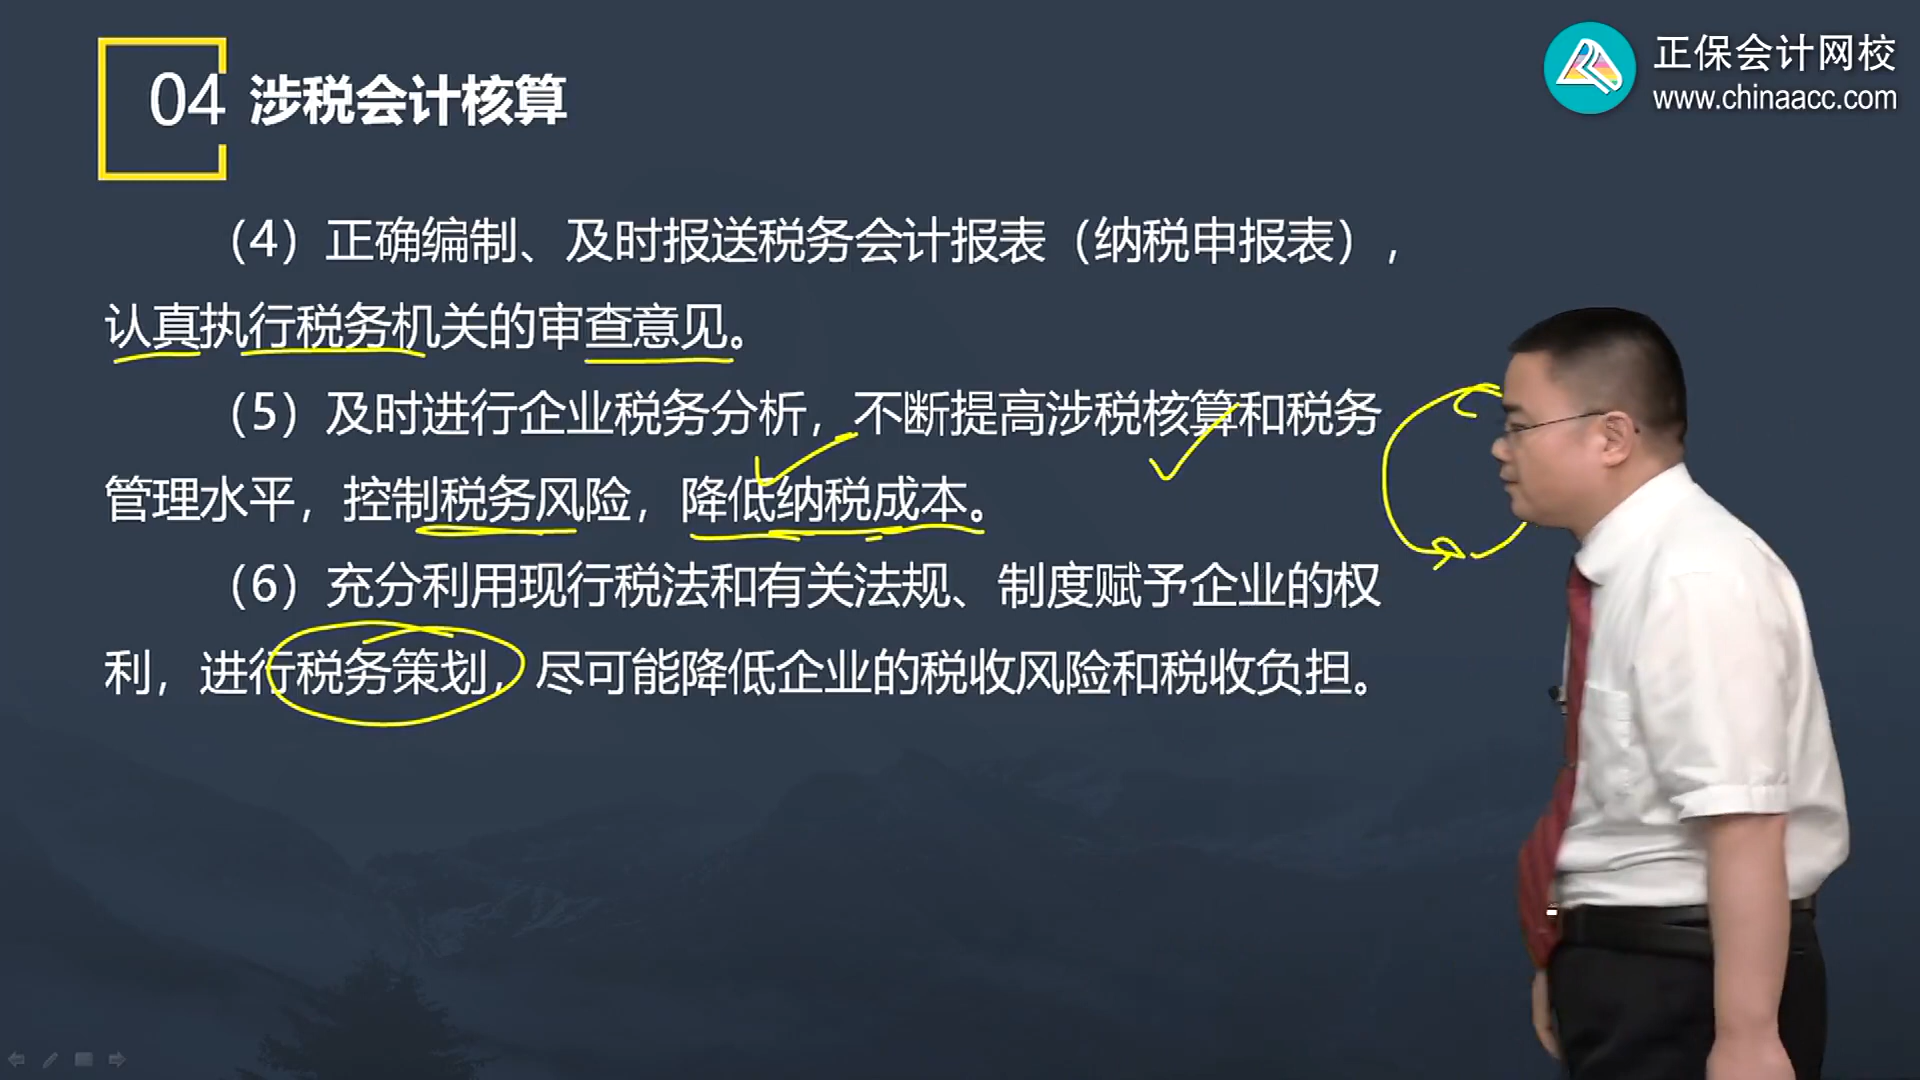 正保会计网校
www.chinaacc.com
04 涉税会计核算
（4）正确编制、及时报送税务会计报表（纳税申报表），
认真执行税务机关的审查意见。
（5）及时进行企业税务分析，不断提高涉税核算和税务
管理水平，控制税务风险，降低纳税成本。
（6）充分利用现行税法和有关法规、制度赋予企业的权
利，进行税务策划，尽可能降低企业的税收风险和税收负担。